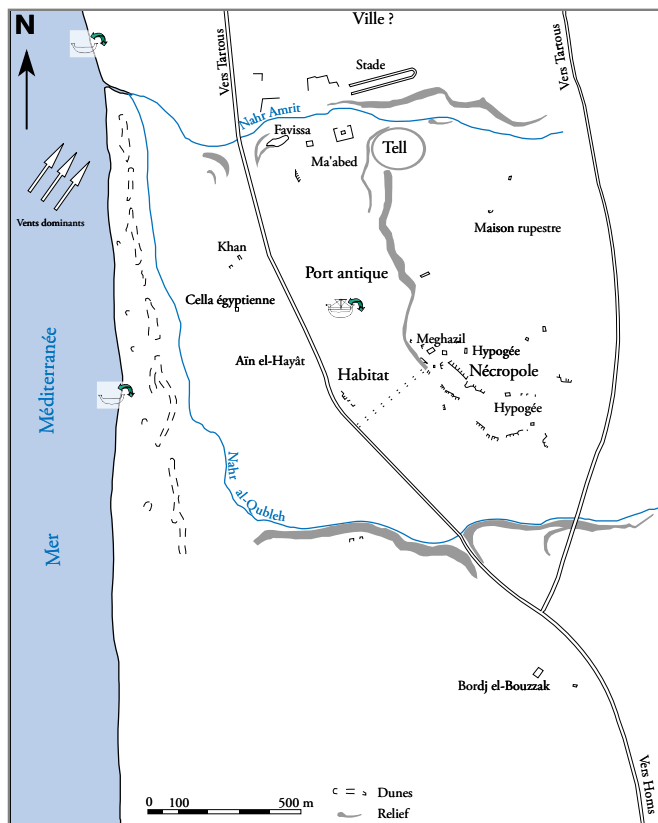 N
Ville ?
Vers Tartous
Vers Tartous
Stade
Nahr Amrit
Favissa
Ma'abed
Tell
Vents dominants
Maison rupestre
Khan
Port antique
Cella égyptienne
Méditerranée
Meghazil
Hypogée
Aïn el-Hayât
Habitat
Nécropole
Hypogée
Nahr
al-Qubleh
Mer
Bordj el-Bouzzak
Vers Homs
0 100 500 m
Dunes
Relief